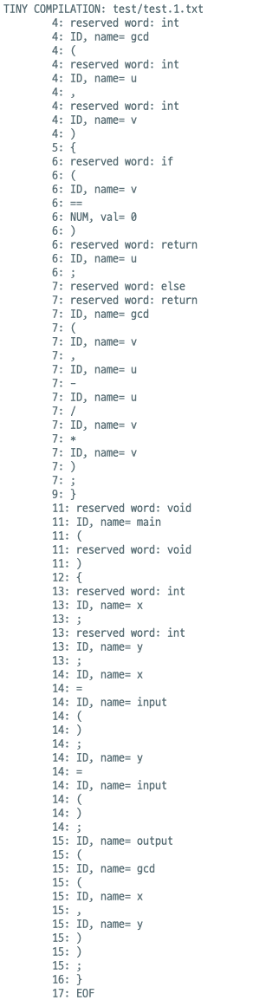 TINY COMPILATION: test/test.1.txt
4: reserved word: int
4: ID, name= gcd
4: (
4: reserved word: int
4: ID, name= u
4: ,
4: reserved word: int
4: ID, name= v
4: )
5: {
6: reserved word: if
6: (
6: ID, name= v
6: ==
6: NUM, val= 0
6: )
6: reserved word: return
6: ID, name= u
6: ;
7: reserved word: else
7: reserved word: return
7: ID, name= gcd
7: (
7: ID, name= v
7: ,
7: ID, name= u
7: -
7: ID, name= u
7: /
7: ID, name= v
7: *
7: ID, name= v
7: )
7: ;
9: }
11: reserved word: void
11: ID, name= main
11: (
11: reserved word: void
11: )
12: {
13: reserved word: int
13: ID, name= x
13: ;
13: reserved word: int
13: ID, name= y
13: ;
14: ID, name= x
14: =
14: ID, name= input
14: (
14: )
14: ;
14: ID, name= y
14: =
14: ID, name= input
14: (
14: )
14: ;
15: ID, name= output
15: (
15: ID, name= gcd
15: (
15: ID, name= x
15: ,
15: ID, name= y
15: )
15: )
15: ;
16: }
17: EOF